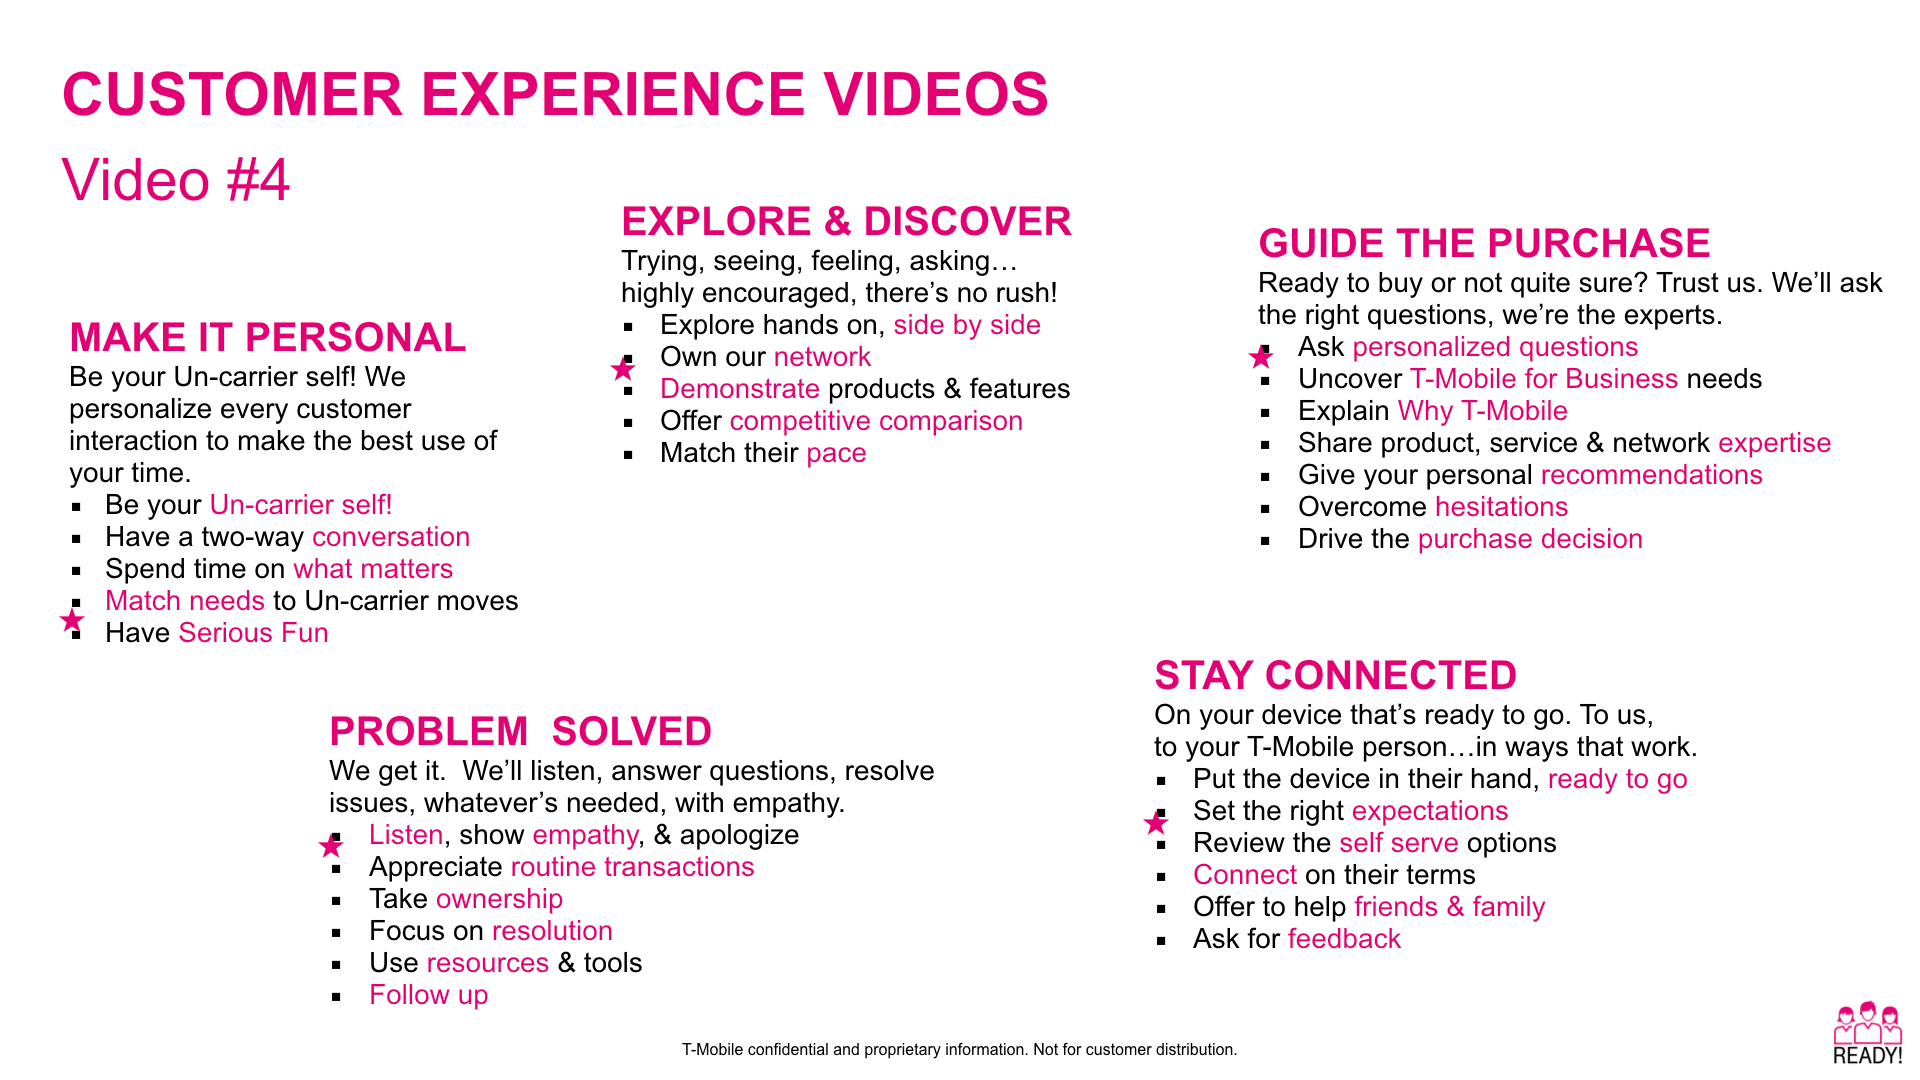 CUSTOMER EXPERIENCE VIDEOS
Video #4
MAKE IT PERSONAL
Be your Un-carrier self! We
personalize every customer
interaction to make the best use of
your time.
▪ Be your Un-carrier self!
▪ Have a two-way conversation
▪ Spend time on what matters
▪ Match needs to Un-carrier moves
▪ Have Serious Fun
EXPLORE & DISCOVER
Trying, seeing, feeling, asking…
highly encouraged, there’s no rush!
▪ Explore hands on, side by side
▪ Own our network
▪ Demonstrate products & features
▪ Offer competitive comparison
▪ Match their pace
GUIDE THE PURCHASE
Ready to buy or not quite sure? Trust us. We’ll ask
the right questions, we’re the experts.
▪ Ask personalized questions
▪ Uncover T-Mobile for Business needs
▪ Explain Why T-Mobile
▪ Share product, service & network expertise
▪ Give your personal recommendations
▪ Overcome hesitations
▪ Drive the purchase decision
PROBLEM  SOLVED
We get it.  We’ll listen, answer questions, resolve
issues, whatever’s needed, with empathy.
▪ Listen, show empathy, & apologize
▪ Appreciate routine transactions
▪ Take ownership
▪ Focus on resolution
▪ Use resources & tools
▪ Follow up
STAY CONNECTED
On your device that’s ready to go. To us,
to your T-Mobile person…in ways that work.
▪ Put the device in their hand, ready to go
▪ Set the right expectations
▪ Review the self serve options
▪ Connect on their terms
▪ Offer to help friends & family
▪ Ask for feedback
T-Mobile confidential and proprietary information. Not for customer distribution.
READY!